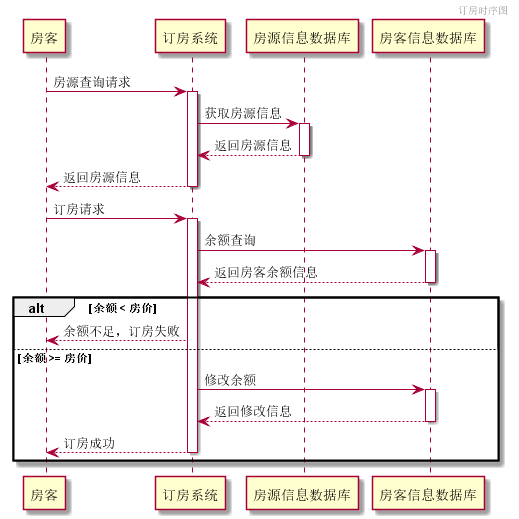 订房时序图
房客 订房系统 房源信息数据库 房客信息数据库
房源查询请求
获取房源信息
返回房源信息
返回房源信息
订房请求
余额查询
返回房客余额信息
alt [余额 < 房价]
余额不足，订房失败
[余额 >= 房价]
修改余额
返回修改信息
订房成功
房客 订房系统 房源信息数据库 房客信息数据库